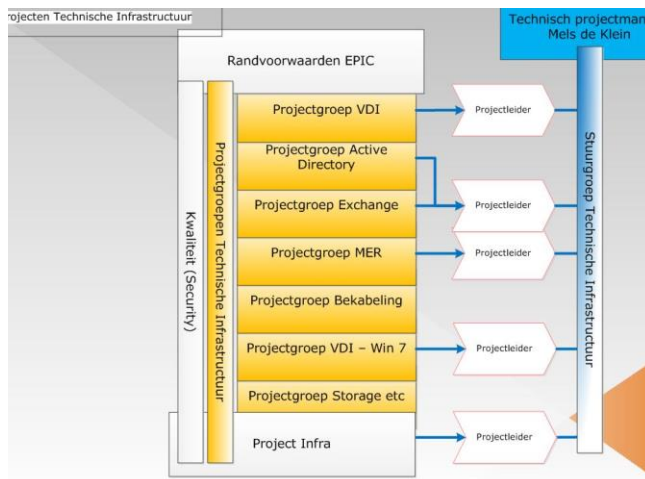 rojecten Technische Infrastructuur
Technisch projectman
Mels de Klein
Randvoorwaarden EPIC
Kwaliteit (Security)
Projectgroepen Technische Infrastructuur
Projectgroep VDI
Projectleider
Projectgroep Active
Directory
Projectgroep Exchange
Projectleider
Projectgroep MER
Projectleider
Projectgroep Bekabeling
Projectgroep VDI – Win 7
Projectleider
Projectgroep Storage etc
Project Infra
Projectleider
Stuurgroep Technische Infrastructuur